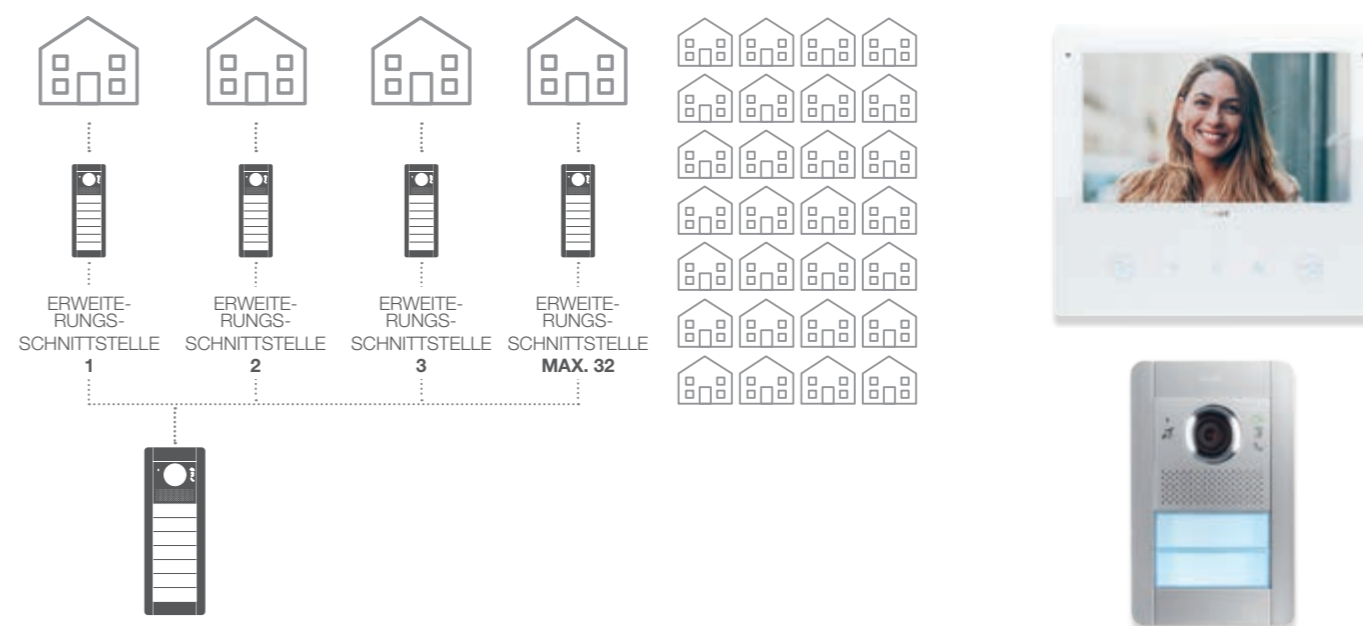 ERWEITE-
RUNGS-
SCHNITTSTELLE
1
ERWEITE-
RUNGS-
SCHNITTSTELLE
2
ERWEITE-
RUNGS-
SCHNITTSTELLE
3
ERWEITE-
RUNGS-
SCHNITTSTELLE
MAX. 32